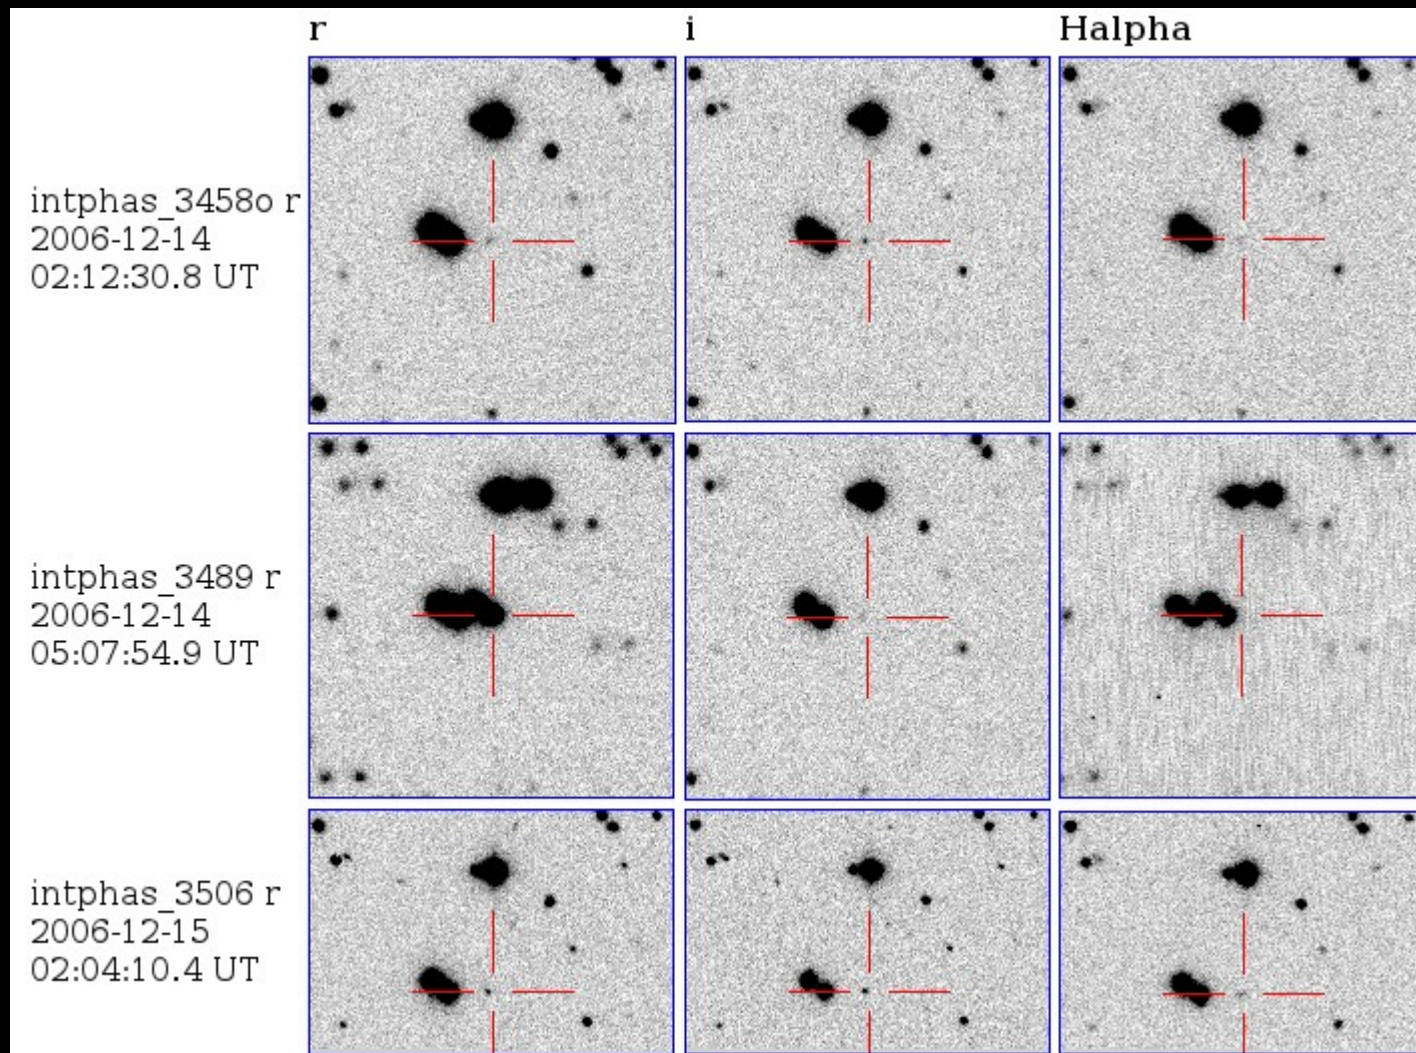 r i Halpha
intphas_3458o r
2006-12-14
02:12:30.8 UT
intphas_3489 r
2006-12-14
05:07:54.9 UT
intphas_3506 r
2006-12-15
02:04:10.4 UT